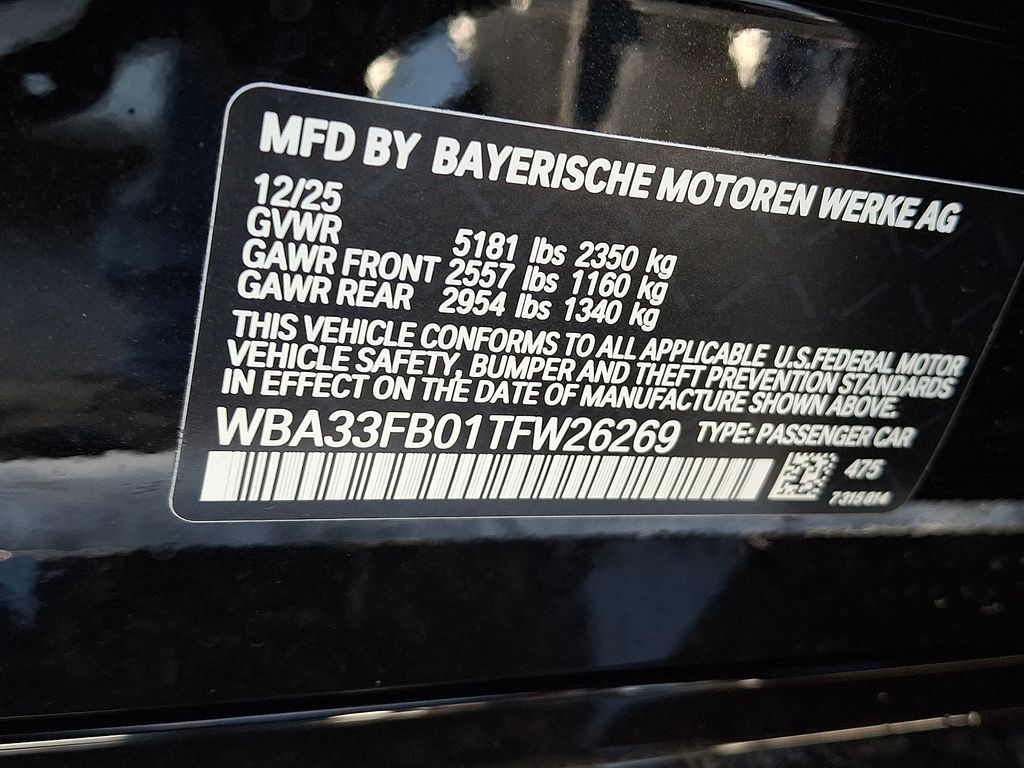 MFD BY BAYERISCHE MOTOREN WERKE AG
12/25
GVWR 5181 lbs 2350 kg
GAWR FRONT 2557 lbs 1160 kg
GAWR REAR 2954 lbs 1340 kg
THIS VEHICLE CONFORMS TO ALL APPLICABLE U.S.FEDERAL MOTOR
VEHICLE SAFETY, BUMPER AND THEFT PREVENTION STANDARDS
IN EFFECT ON THE DATE OF MANUFACTURE SHOWN ABOVE.
WBA33FB01TFW26269 TYPE: PASSENGER CAR
475
7315814